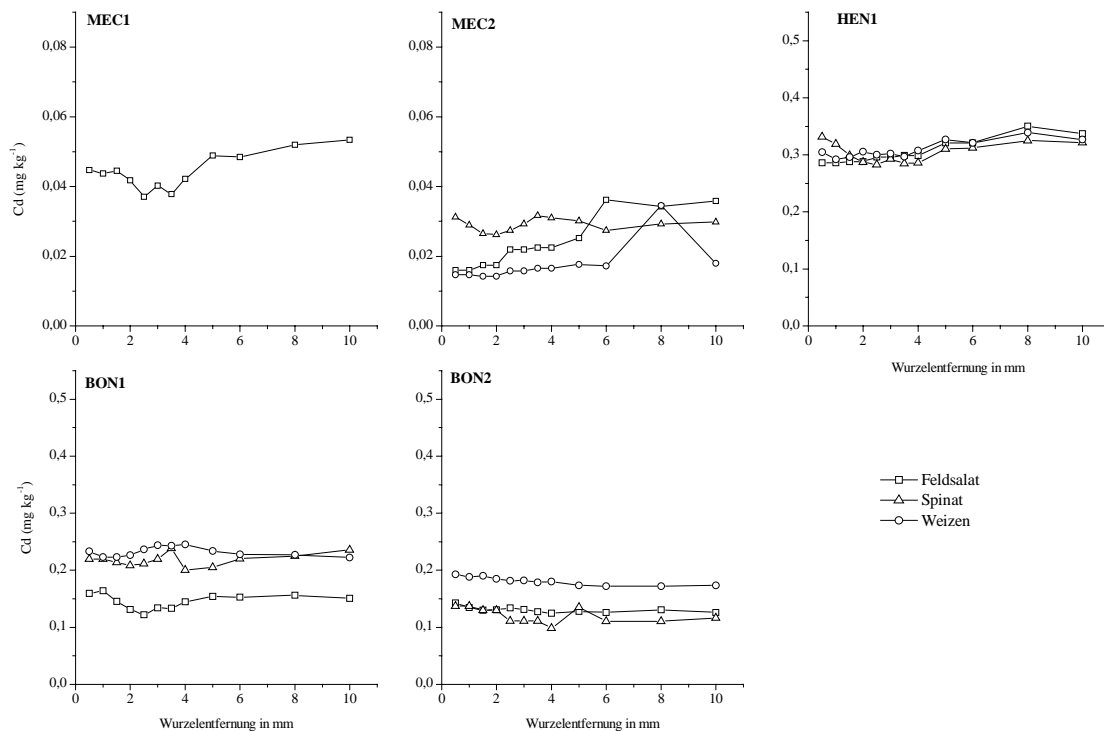 MEC1
0,08
0,06
0,04
0,02
0,00
Cd (mg kg⁻¹)
0 2 4 6 8 10
MEC2
0,08
0,06
0,04
0,02
0,00
0 2 4 6 8 10
HEN1
0,5
0,4
0,3
0,2
0,1
0,0
0 2 4 6 8 10
Wurzelentfernung in mm
BON1
0,5
0,4
0,3
0,2
0,1
0,0
Cd (mg kg⁻¹)
0 2 4 6 8 10
Wurzelentfernung in mm
BON2
0,5
0,4
0,3
0,2
0,1
0,0
0 2 4 6 8 10
Wurzelentfernung in mm
Feldsalat
Spinat
Weizen